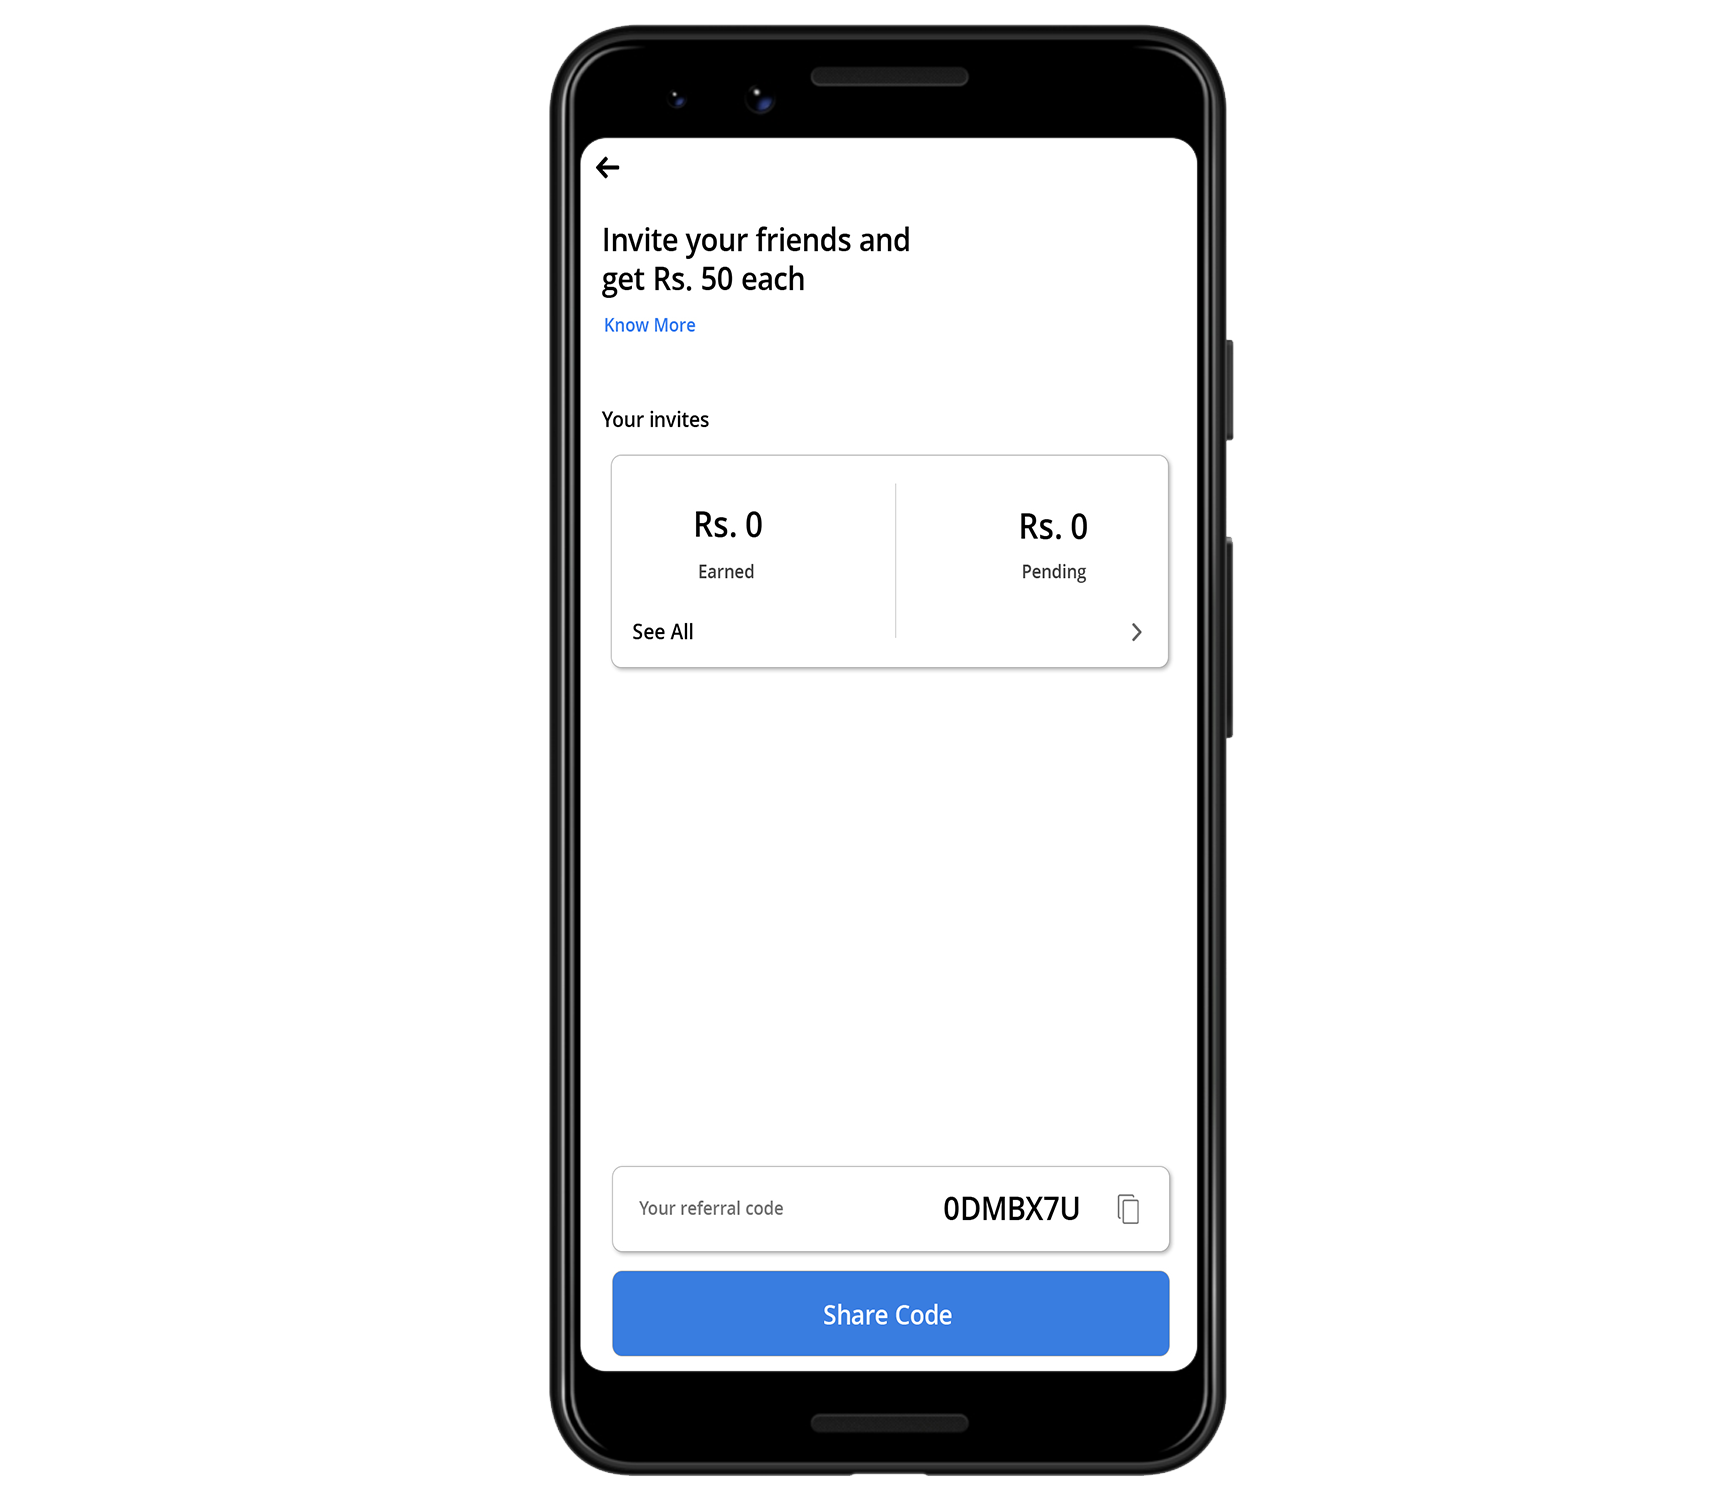 Invite your friends and
get Rs. 50 each
Know More
Your invites
Rs. 0
Rs. 0
Earned
Pending
See All
Your referral code
0DMBX7U
Share Code